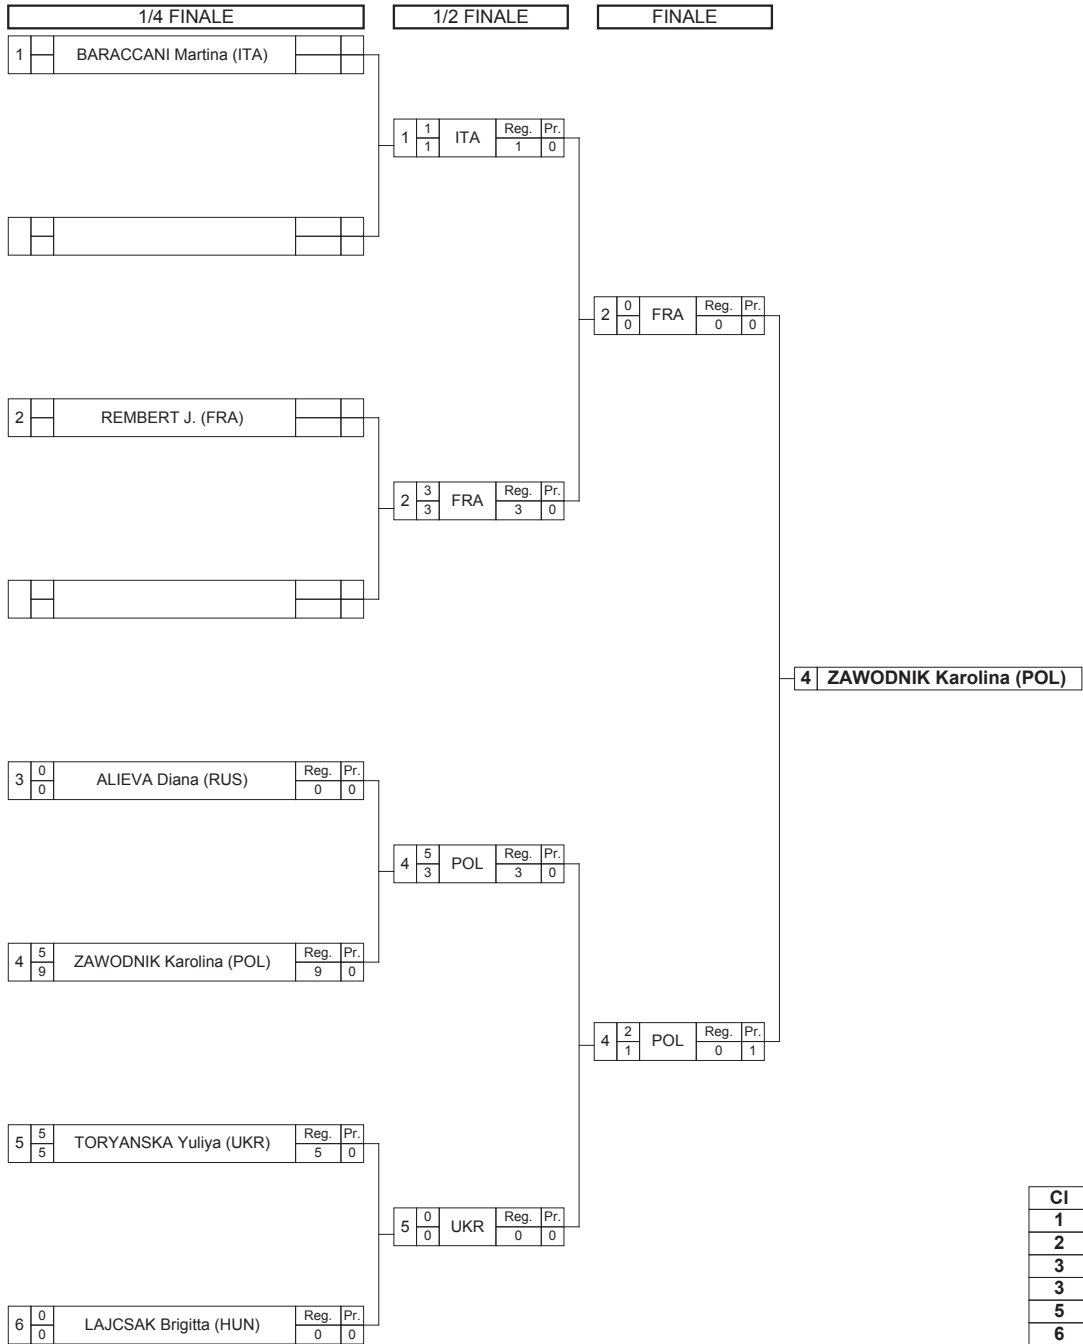 1/4 FINALE 1/2 FINALE FINALE
1 BARACCANI Martina (ITA)
1 1 ITA Reg. Pr.
1 1 0
2 0 FRA Reg. Pr.
0 0 0
2 REMBERT J. (FRA)
2 3 FRA Reg. Pr.
3 3 0
4 ZAWODNIK Karolina (POL)
3 0 ALIEVA Diana (RUS) Reg. Pr.
0 0 0
4 5 POL Reg. Pr.
3 3 0
4 5 ZAWODNIK Karolina (POL) Reg. Pr.
9 9 0
4 2 POL Reg. Pr.
1 0 1
5 5 TORYANSKA Yuliya (UKR) Reg. Pr.
5 5 0
5 0 UKR Reg. Pr.
0 0 0
6 0 LAJCSAK Brigitta (HUN) Reg. Pr.
0 0 0
Cl
1
2
3
3
5
6